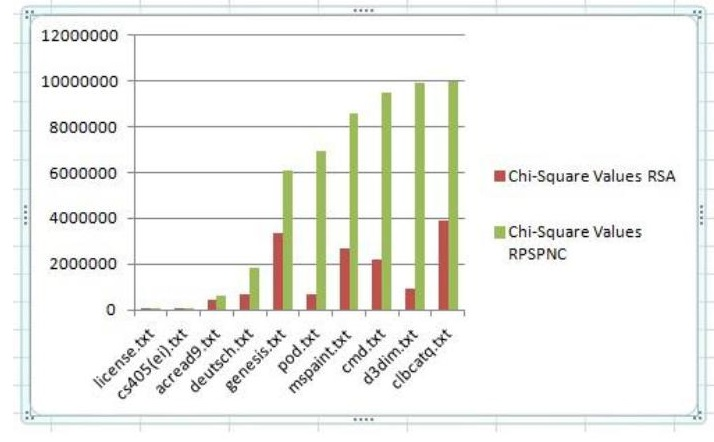 12000000
10000000
8000000
6000000
4000000
2000000
0
license.txt
cs405(ei).txt
acread9.txt
deutsch.txt
genesis.txt
pod.txt
mspaint.txt
cmd.txt
d3dim.txt
clbcatq.txt
Chi-Square Values RSA
Chi-Square Values
RPSPNC